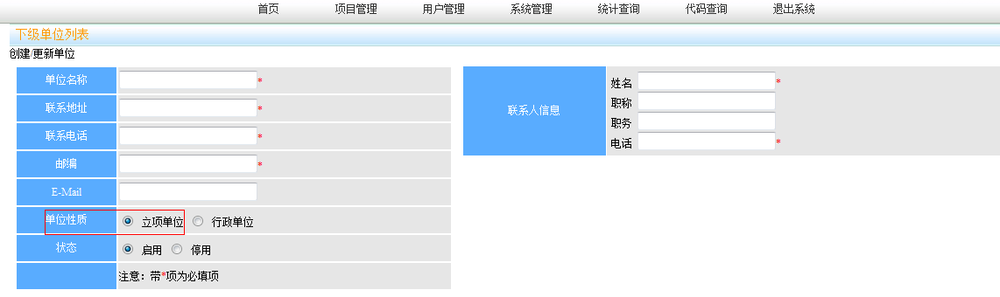 首页 项目管理 用户管理 系统管理 统计查询 代码查询 退出系统
下级单位列表
创建/更新单位
单位名称 *
联系地址 *
联系电话 *
邮编 *
E-Mail
单位性质 立项单位 行政单位
状态 启用 停用
注意：带*项为必填项
联系人信息
姓名 *
职称
职务
电话 *